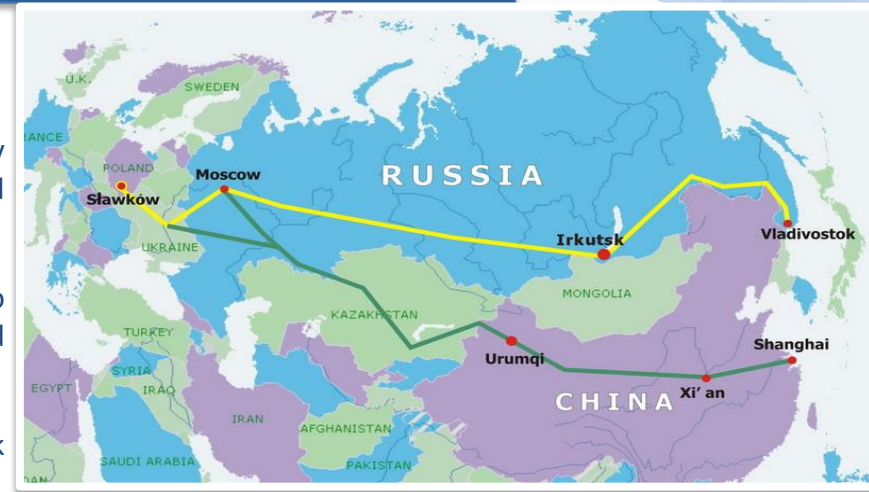 U.K.
SWEDEN
RUSSIA
POLAND
Moscow
Sławków
UKRAINE
Irkutsk
Vladivostok
MONGOLIA
KAZAKHSTAN
TURKEY
Urumqi
Shanghai
SYRIA
IRAQ
Xi' an
EGYPT
IRAN
CHINA
AFGHANISTAN
SAUDI ARABIA
PAKISTAN